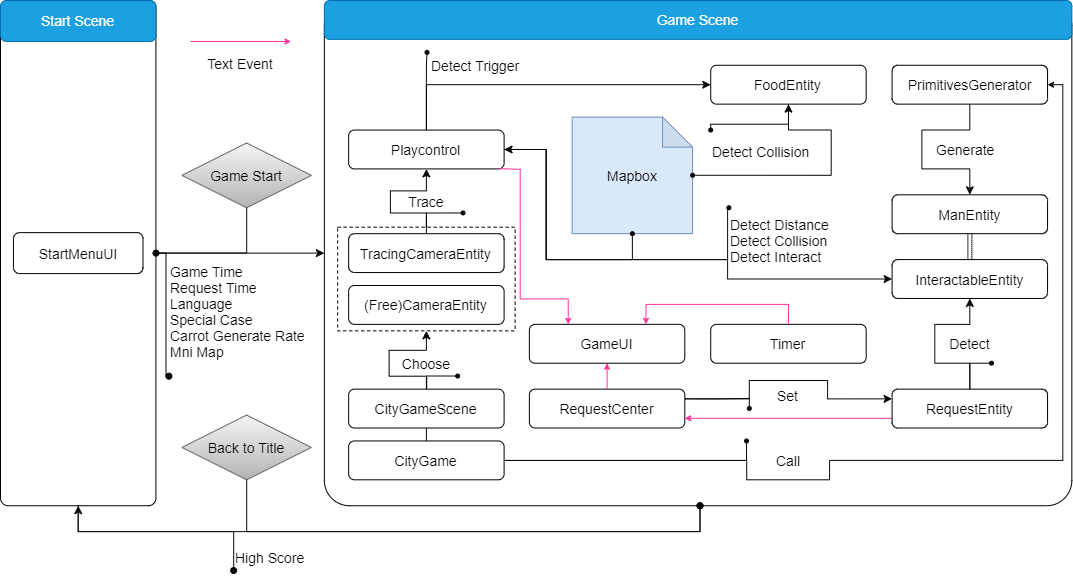 Start Scene
Game Scene
Text Event
Detect Trigger
FoodEntity
PrimitivesGenerator
Playcontrol
Detect Collision
Generate
Game Start
Mapbox
Trace
ManEntity
StartMenuUI
TracingCameraEntity
Detect Distance
Detect Collision
Detect Interact
InteractableEntity
Game Time
Request Time
Language
Special Case
Carrot Generate Rate
Mni Map
(Free)CameraEntity
GameUI
Timer
Detect
Choose
CityGameScene
RequestCenter
Set
RequestEntity
Back to Title
CityGame
Call
High Score